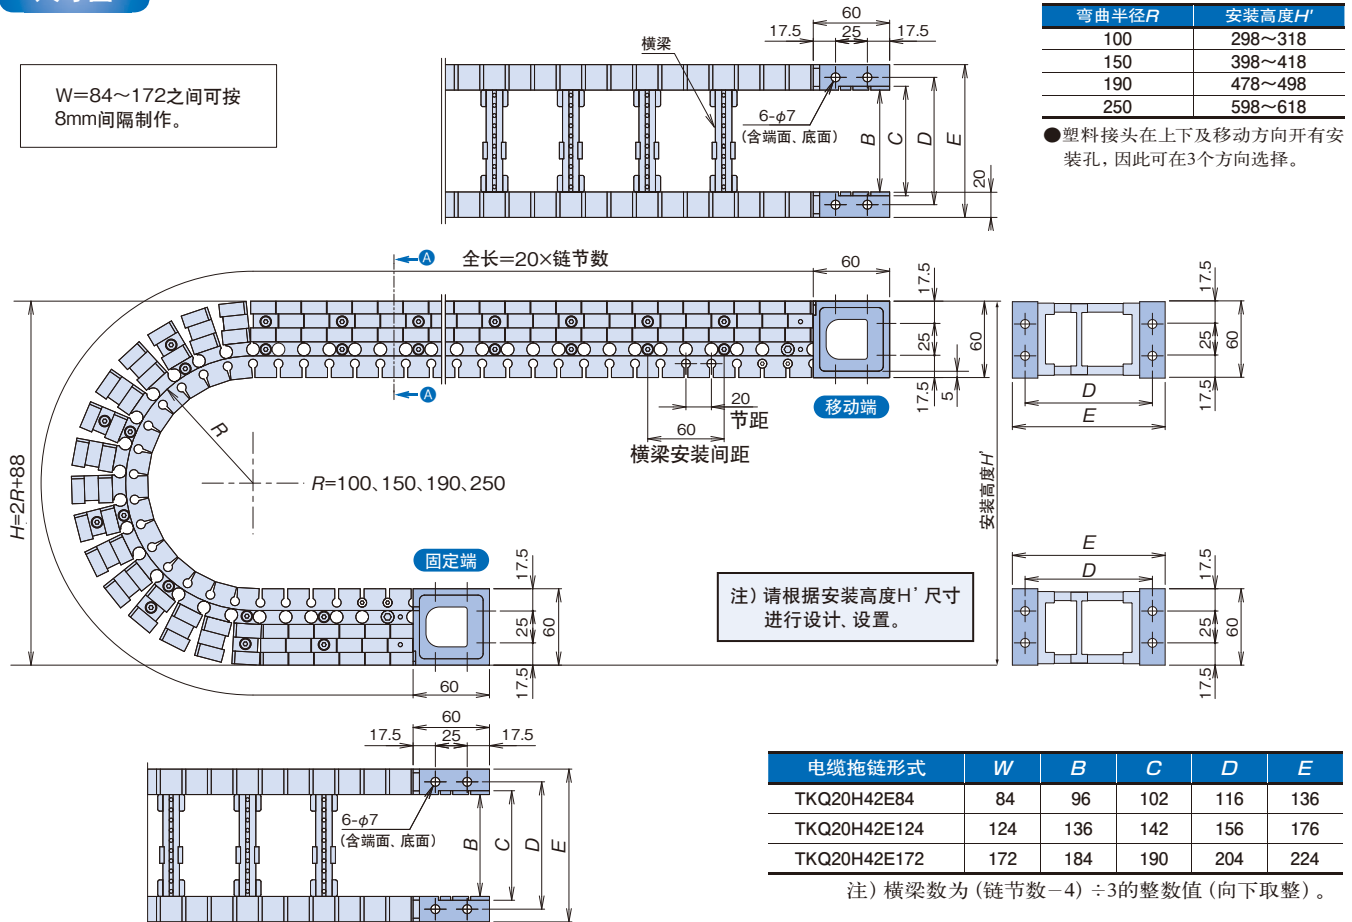 W=84～172之间可按
8mm间隔制作。
60
17.5
25
17.5
横梁
6-φ7
(含端面、底面)
B
C
D
E
20
弯曲半径R 安装高度H'
100 298～318
150 398～418
190 478～498
250 598～618
●塑料接头在上下及移动方向开有安
装孔，因此可在3个方向选择。
A
全长=20×链节数
60
17.5
25
60
17.5
5
A
20
节距
60
横梁安装间距
移动端
H=2R+88
R
R=100、150、190、250
安装高度H'
17.5
25
60
17.5
D
E
固定端
17.5
25
60
17.5
60
注）请根据安装高度H'尺寸
进行设计、设置。
E
D
17.5
25
60
17.5
60
17.5
25
17.5
6-φ7
(含端面、底面)
B
C
D
E
电缆拖链形式 W B C D E
TKQ20H42E84 84 96 102 116 136
TKQ20H42E124 124 136 142 156 176
TKQ20H42E172 172 184 190 204 224
注）横梁数为（链节数－4）÷3的整数值（向下取整）。